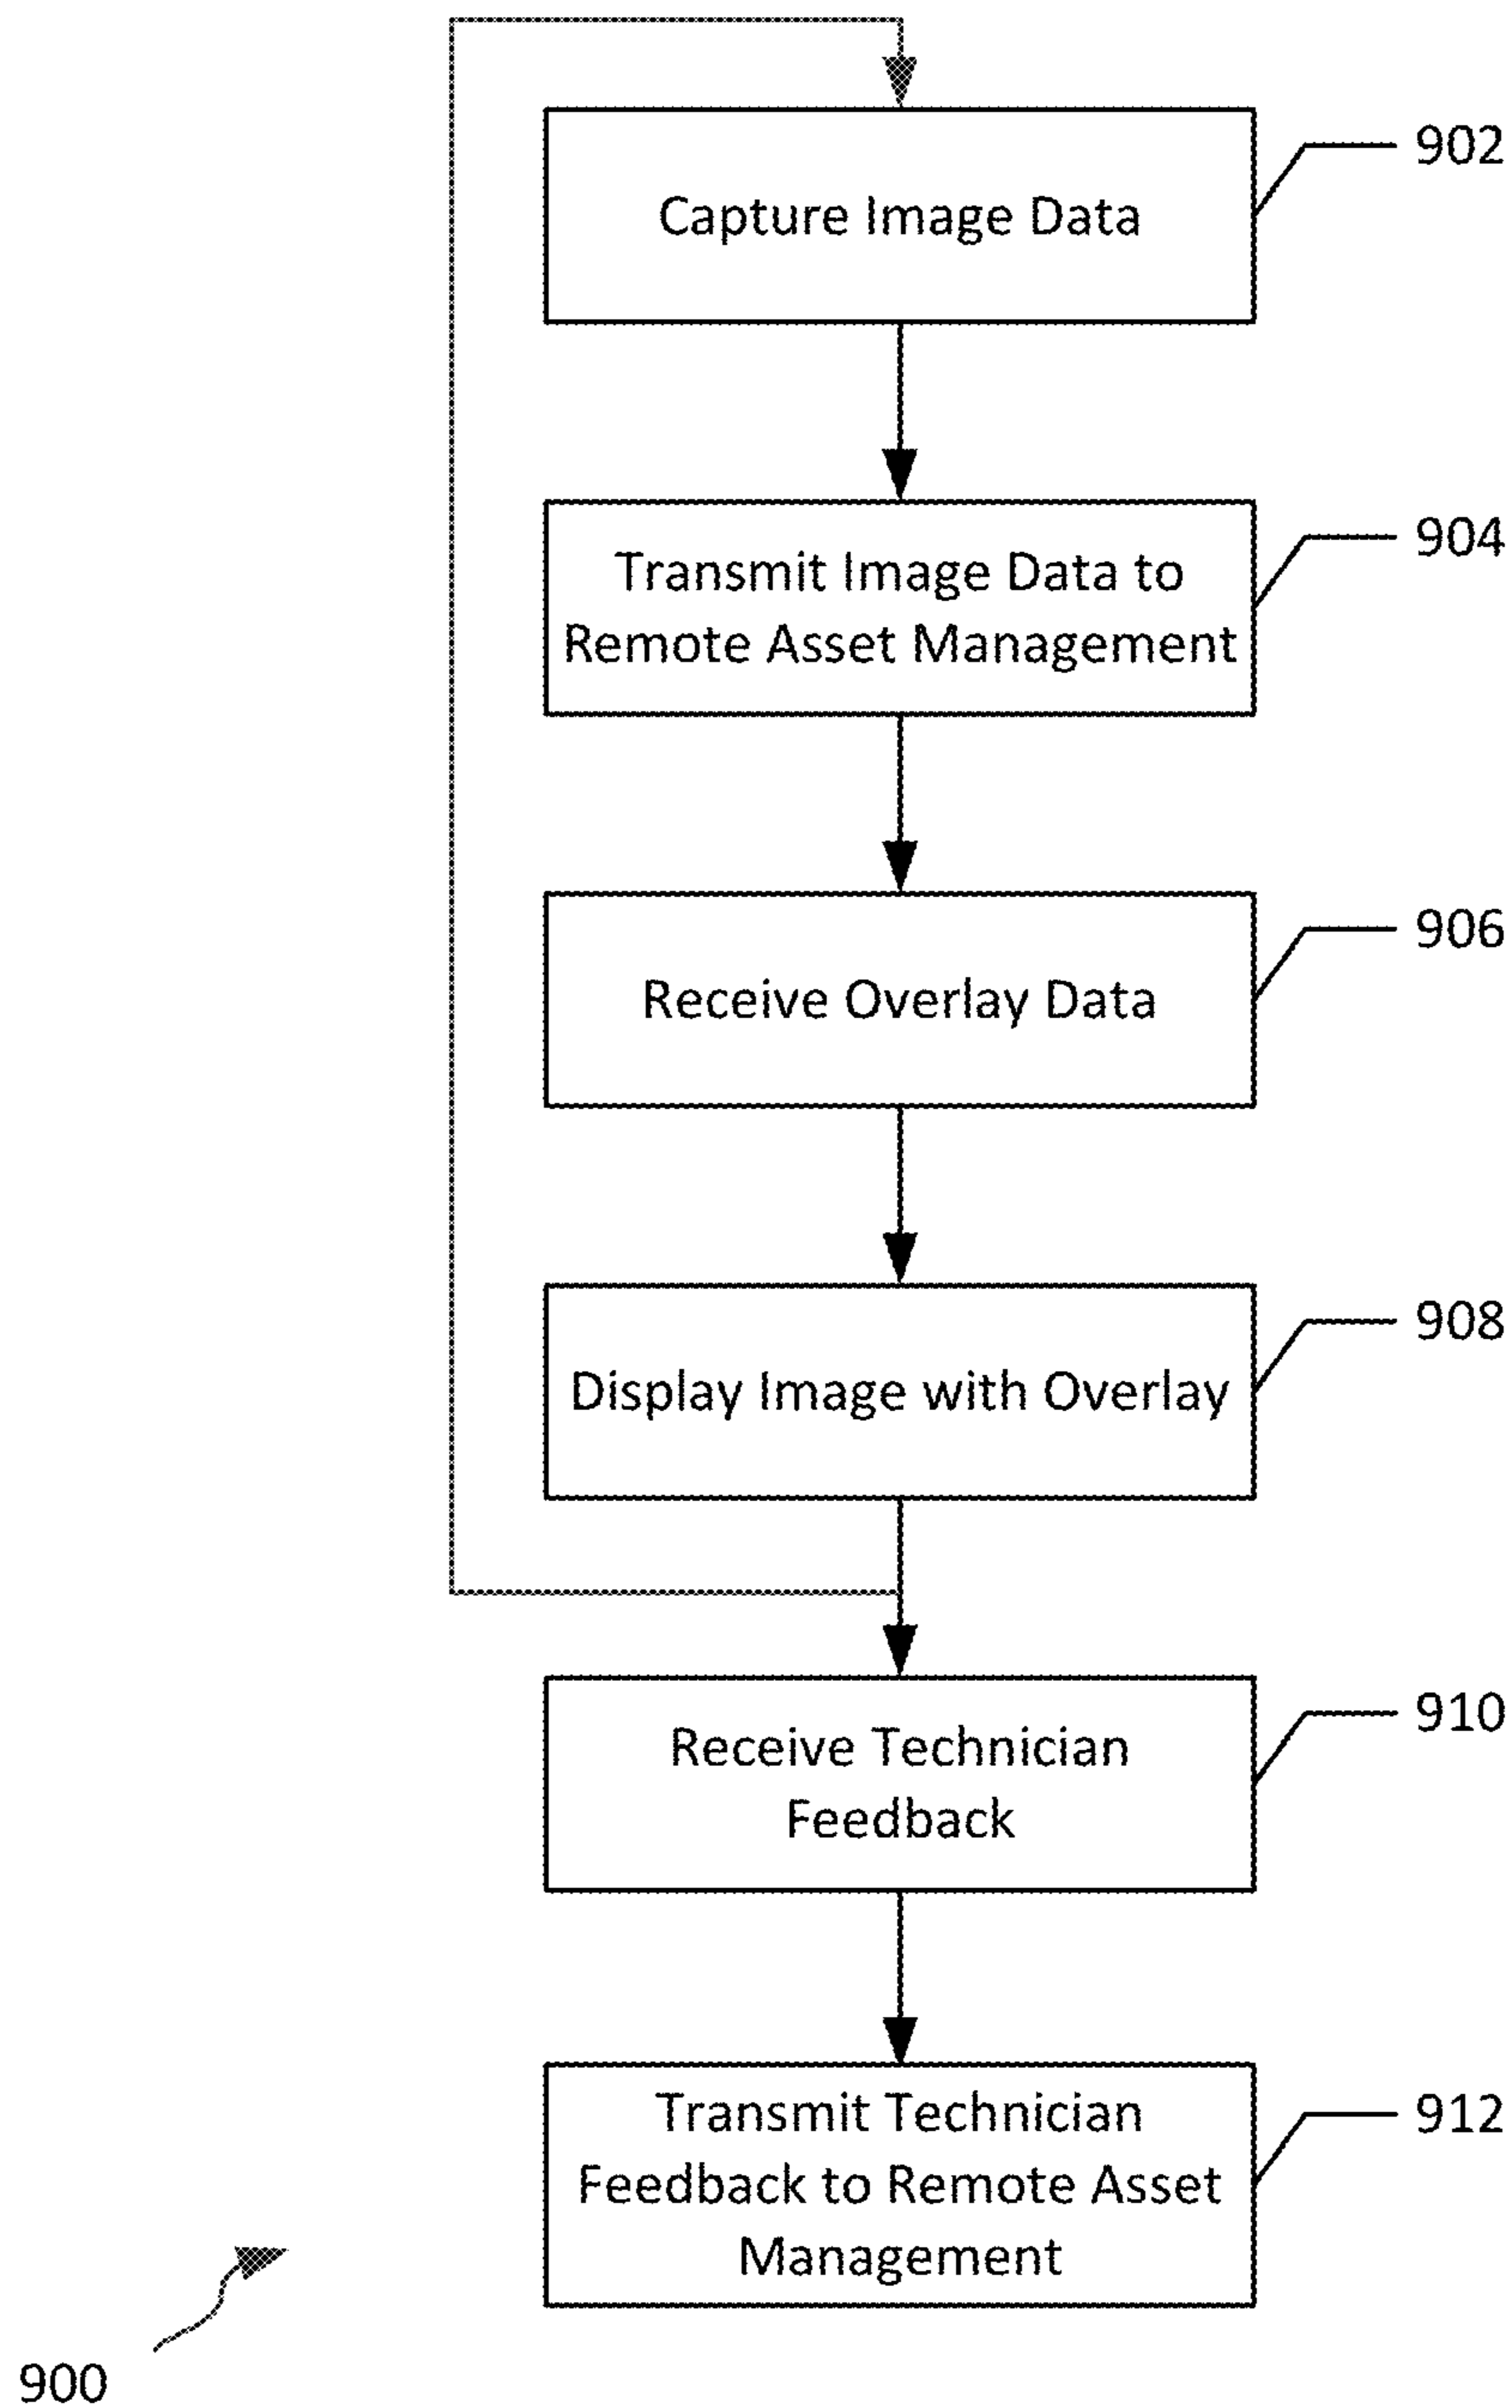 Capture Image Data
902
Transmit Image Data to
Remote Asset Management
904
Receive Overlay Data
906
Display Image with Overlay
908
Receive Technician
Feedback
910
Transmit Technician
Feedback to Remote Asset
Management
912
900